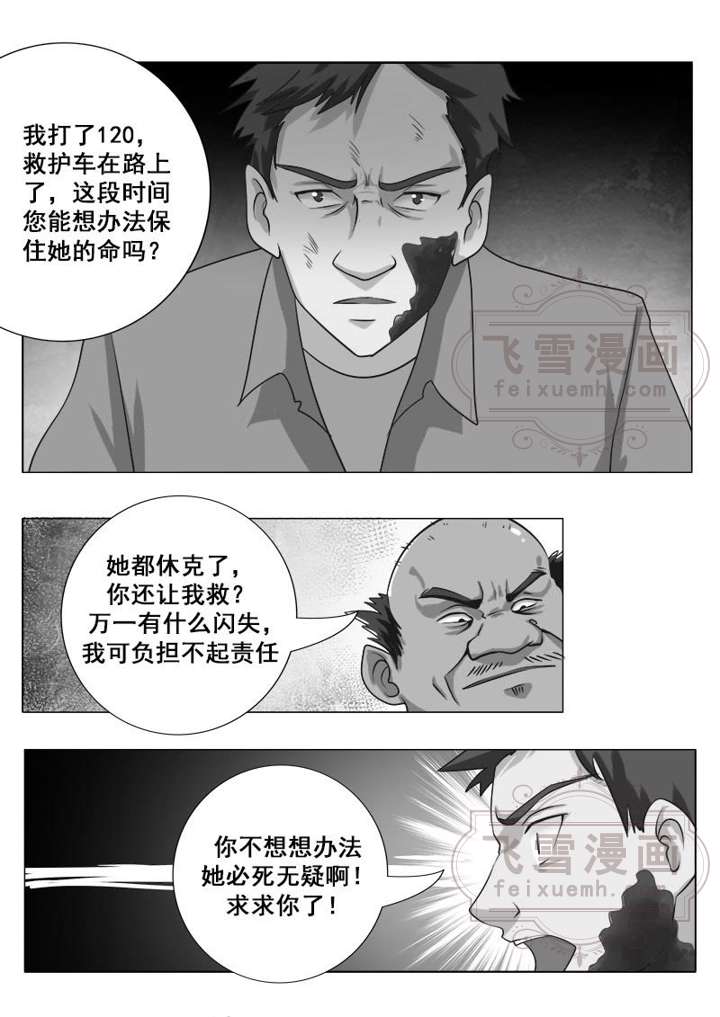 我打了120，
救护车在路上
了，这段时间
您能想办法保
住她的命吗？
飞雪漫画
feixuemh.com
她都休克了，
你还让我救？
万一有什么闪失，
我可负担不起责任
你不想想办法
她必死无疑啊！
求求你了！
飞雪漫画
feixuemh.com